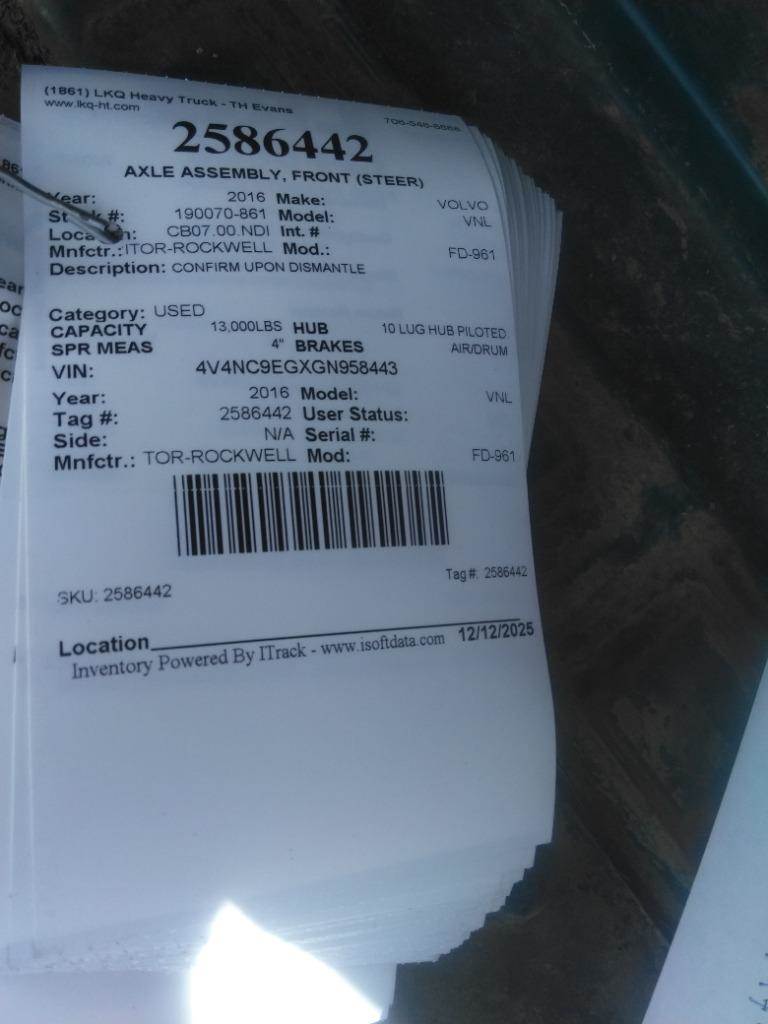 (1861) LKQ Heavy Truck - TH Evans
www.lkq-ht.com
2586442
AXLE ASSEMBLY, FRONT (STEER)
Year: 2016 Make: VOLVO
190070-861 Model: VNL
CB07.00.NDI Int. #
Mnfctr.: ITOR-ROCKWELL Mod.: FD-961
Description: CONFIRM UPON DISMANTLE
Category: USED
CAPACITY 13,000LBS HUB 10 LUG HUB PILOTED
SPR MEAS 4" BRAKES AIR/DRUM
VIN: 4V4NC9EGXGN958443
Year: 2016 Model: VNL
Tag #: 2586442 User Status:
Side: N/A Serial #:
Mnfctr.: TOR-ROCKWELL Mod: FD-961
Tag #: 2586442
SKU: 2586442
Location 12/12/2025
Inventory Powered By ITrack - www.isoftdata.com